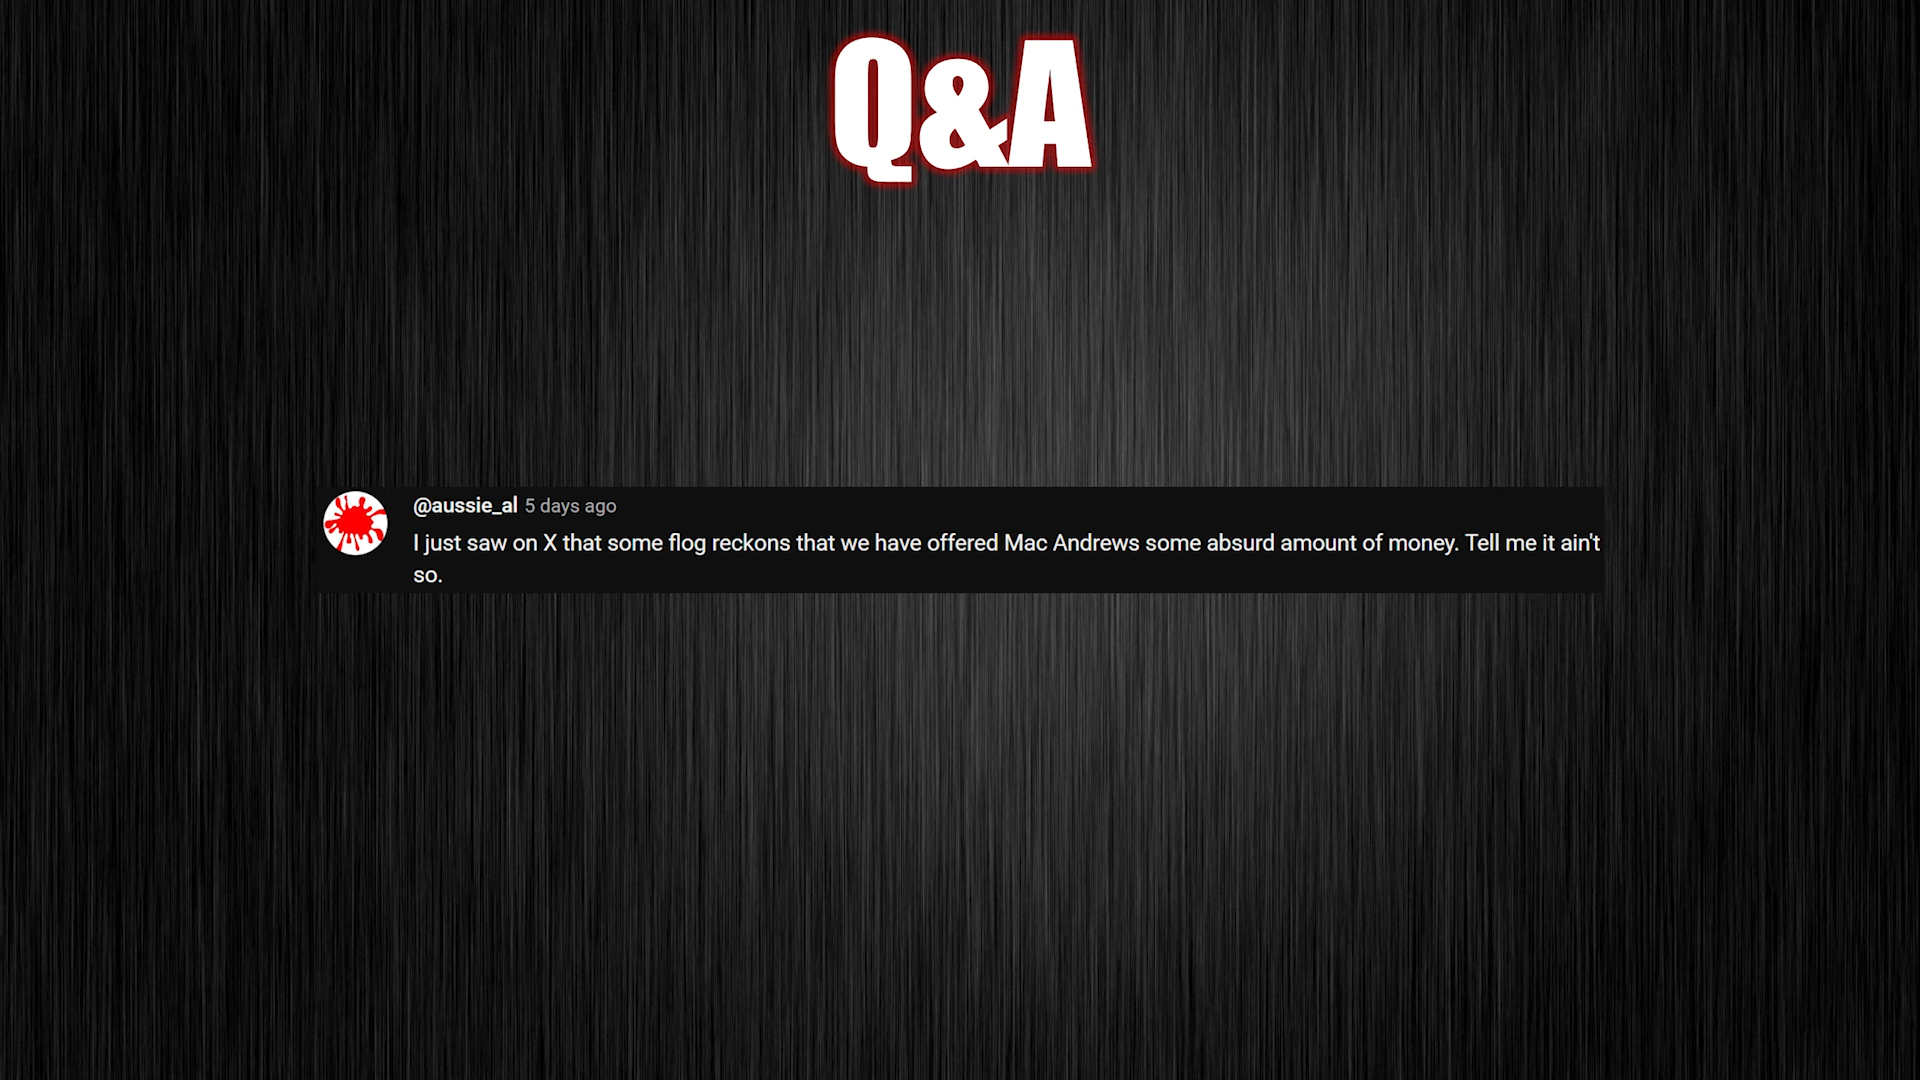 Q&A
@aussie_al 5 days ago
I just saw on X that some flog reckons that we have offered Mac Andrews some absurd amount of money. Tell me it ain't
so.